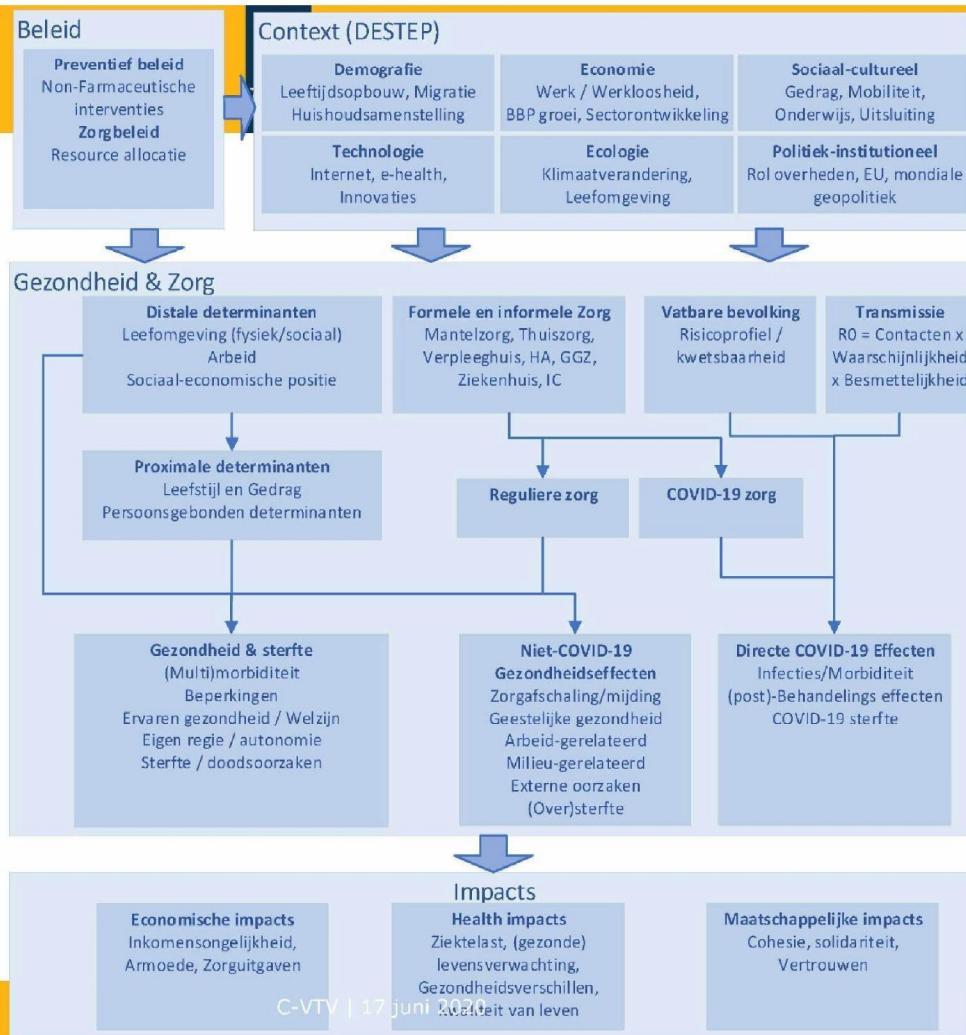 Beleid
Preventief beleid
Non-Farmaceutische
interventies
Zorgbeleid
Resource allocatie
Context (DESTEP)
Demografie
Leeftijdsopbouw, Migratie
Huishoudsamenstelling
Economie
Werk / Werkloosheid,
BBP groei, Sectorontwikkeling
Sociaal-cultureel
Gedrag, Mobiliteit,
Onderwijs, Uitsluiting
Technologie
Internet, e-health,
Innovaties
Ecologie
Klimaatverandering,
Leefomgeving
Politiek-institutioneel
Rol overheden, EU, mondiale
geopolitiek
Gezondheid & Zorg
Distale determinanten
Leefomgeving (fysiek/sociaal)
Arbeid
Sociaal-economische positie
Formele en informele Zorg
Mantelzorg, Thuiszorg,
Verpleeghuis, HA, GGZ,
Ziekenhuis, IC
Vatbare bevolking
Risicoprofiel /
kwetsbaarheid
Transmissie
R0 = Contacten x
Waarschijnlijkheid
x Besmettelijkheid
Proximale determinanten
Leefstijl en Gedrag
Persoonsgebonden determinanten
Reguliere zorg
COVID-19 zorg
Gezondheid & sterfte
(Multi)morbiditeit
Beperkingen
Ervaren gezondheid / Welzijn
Eigen regie / autonomie
Sterfte / doodsoorzaken
Niet-COVID-19
Gezondheidseffecten
Zorgafschaling/mijding
Geestelijke gezondheid
Arbeid-gerelateerd
Milieu-gerelateerd
Externe oorzaken
(Over)sterfte
Directe COVID-19 Effecten
Infecties/Morbiditeit
(post)-Behandelings effecten
COVID-19 sterfte
Impacts
Economische impacts
Inkomensongelijkheid,
Armoede, Zorguitgaven
Health impacts
Ziektelast, (gezonde)
levensverwachting,
Gezondheidsverschillen,
kwaliteit van leven
Maatschappelijke impacts
Cohesie, solidariteit,
Vertrouwen
C-VTV | 17 juni 2020